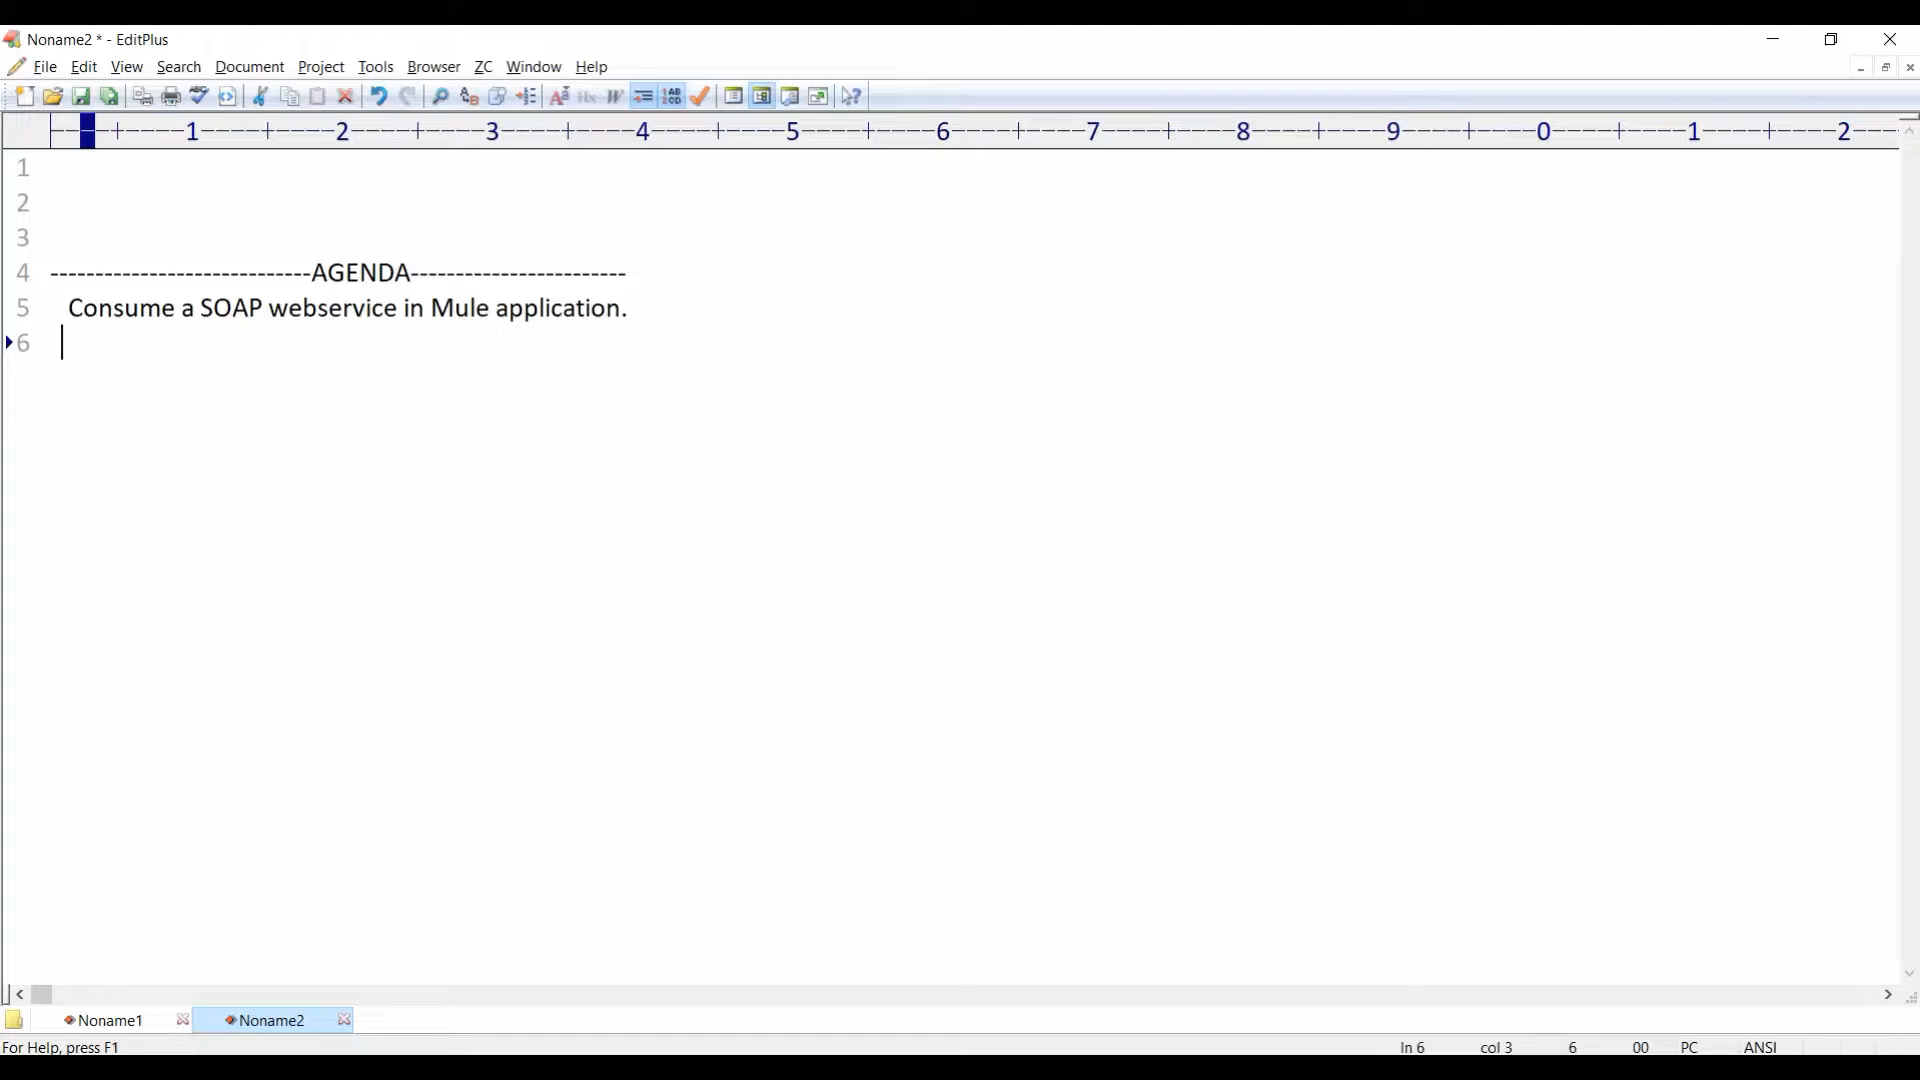 Noname2 * - EditPlus
File Edit View Search Document Project Tools Browser ZC Window Help
----+----1----+----2----+----3----+----4----+----5----+----6----+----7----+----8----+----9----+----0----+----1----+----2---
1
2
3
4 -----------------------------AGENDA------------------------
5 Consume a SOAP webservice in Mule application.
6
Noname1 Noname2
For Help, press F1 ln 6 col 3 6 00 PC ANSI